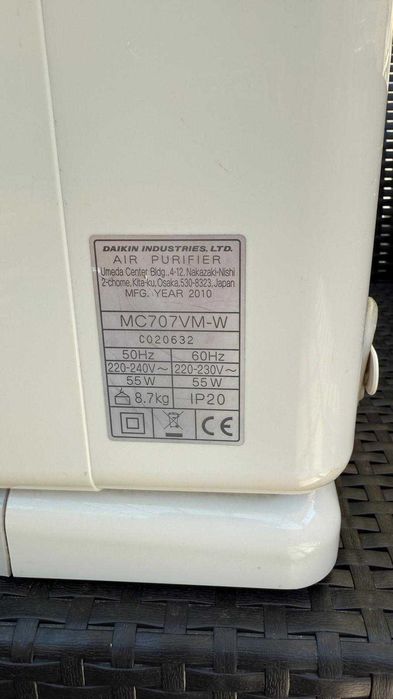 DAIKIN INDUSTRIES, LTD.
AIR PURIFIER
Umeda Center Bldg.,4-12, Nakazaki-Nishi
2-chome, Kita-ku, Osaka,530-8323, Japan
MFG. YEAR 2010
MC707VM-W
C020632
50Hz 60Hz
220-240V~ 220-230V~
55W 55W
8.7kg IP20
CE